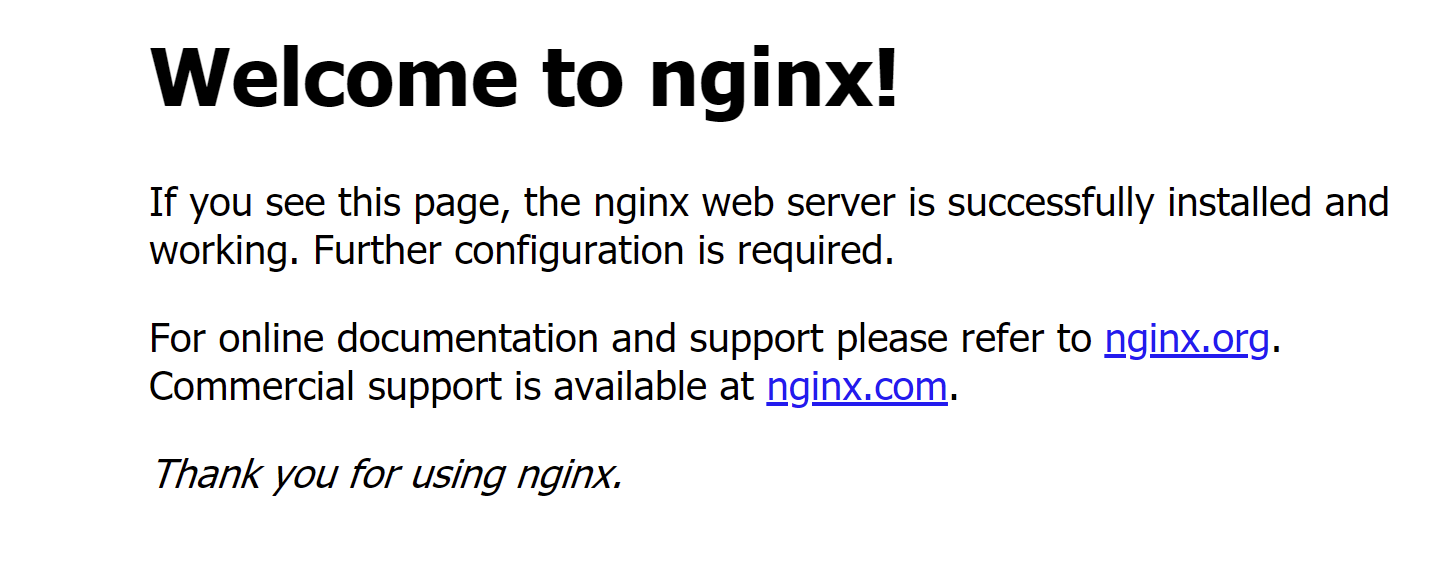 Welcome to nginx!
If you see this page, the nginx web server is successfully installed and
working. Further configuration is required.
For online documentation and support please refer to nginx.org.
Commercial support is available at nginx.com.
Thank you for using nginx.